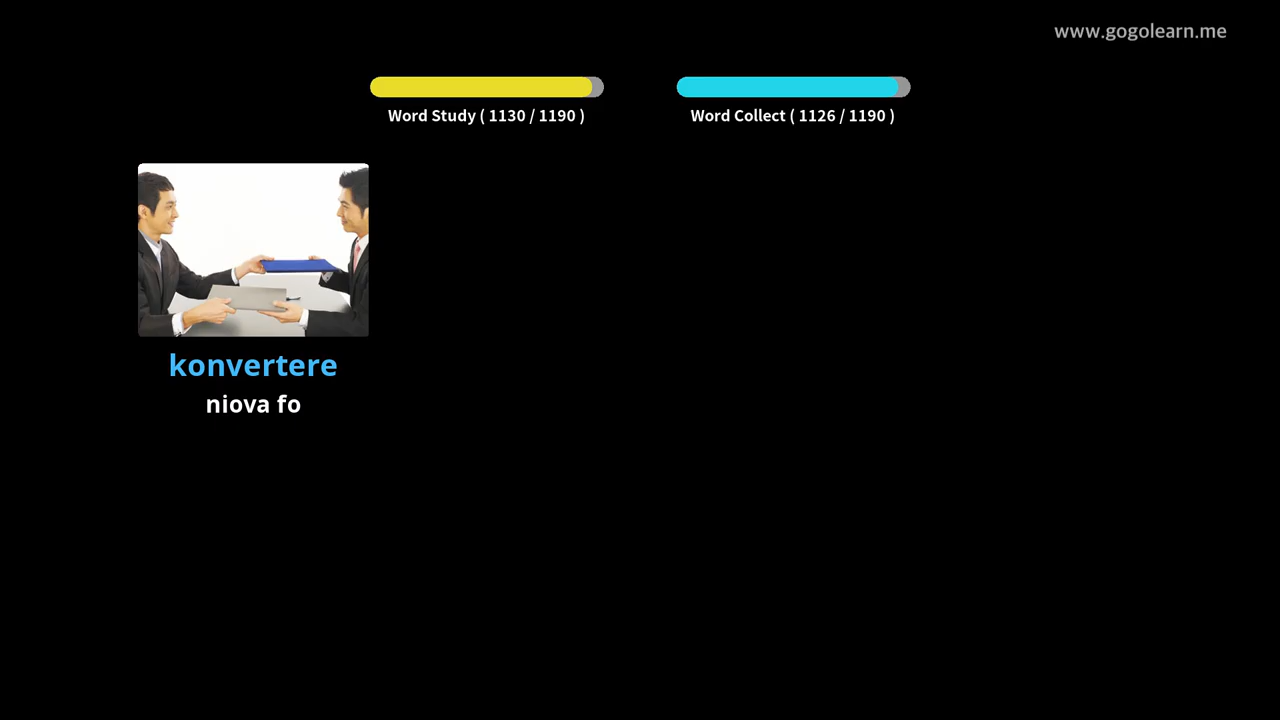 www.gogolearn.me
Word Study ( 1130 / 1190 )
Word Collect ( 1126 / 1190 )
konvertere
niova fo